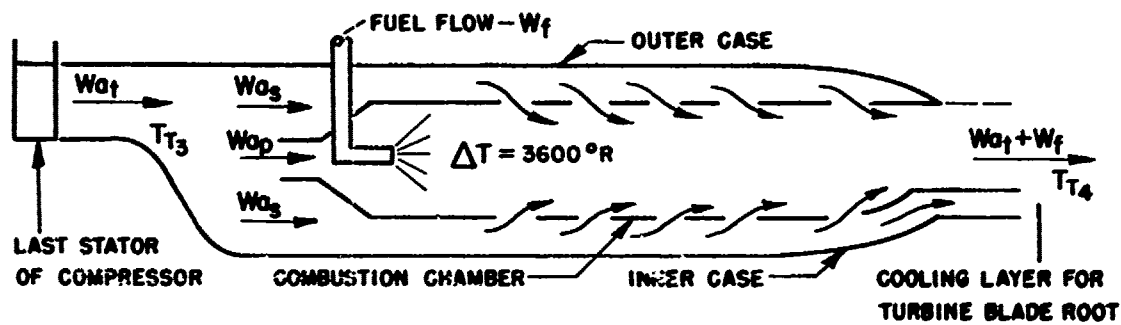 FUEL FLOW-Wf
OUTER CASE
Wat
Was
TT3
Wap
ΔT = 3600°R
Wat+Wf
TT4
Was
LAST STATOR
OF COMPRESSOR
COMBUSTION CHAMBER
INNER CASE
COOLING LAYER FOR
TURBINE BLADE ROOT